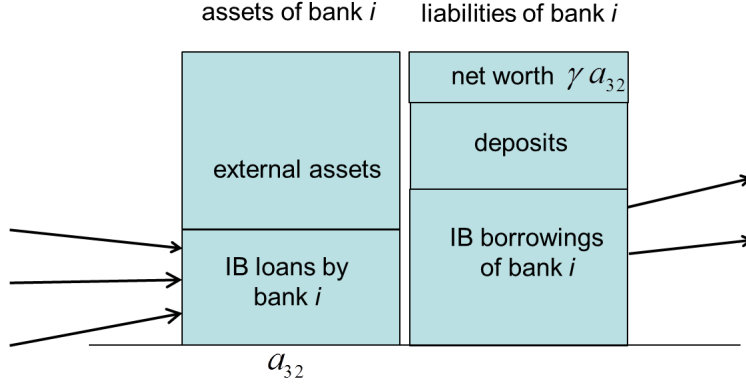 assets of bank i
liabilities of bank i
net worth γ a₃₂
deposits
external assets
IB loans by
bank i
IB borrowings
of bank i
a₃₂